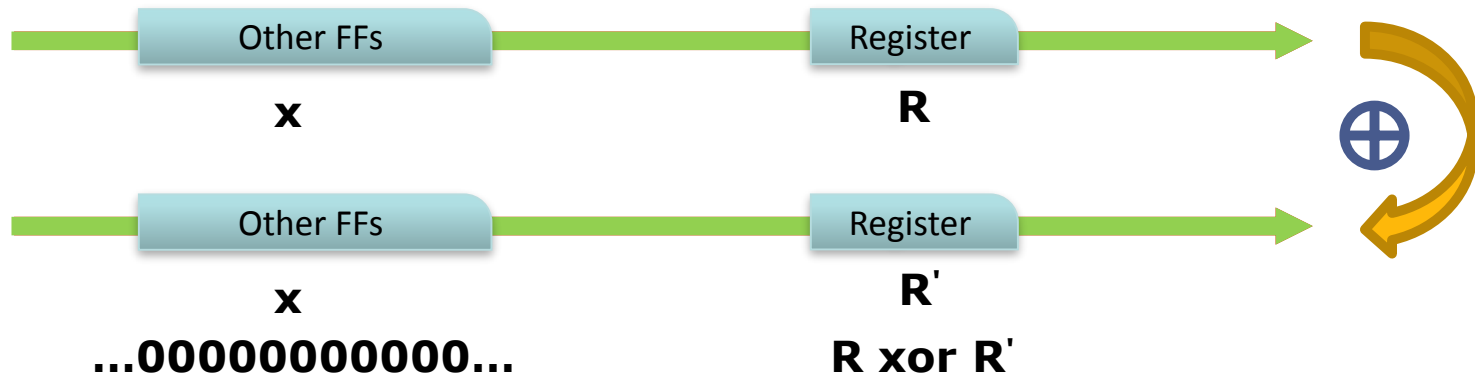 Other FFs Register
x R
Other FFs Register
x R'
...00000000000... R xor R'